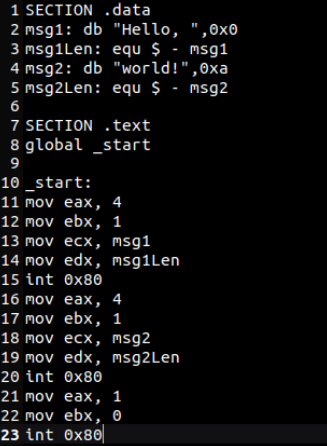 1 SECTION .data
2 msg1: db "Hello, ",0x0
3 msg1Len: equ $ - msg1
4 msg2: db "world!",0xa
5 msg2Len: equ $ - msg2
6
7 SECTION .text
8 global _start
9
10 _start:
11 mov eax, 4
12 mov ebx, 1
13 mov ecx, msg1
14 mov edx, msg1Len
15 int 0x80
16 mov eax, 4
17 mov ebx, 1
18 mov ecx, msg2
19 mov edx, msg2Len
20 int 0x80
21 mov eax, 1
22 mov ebx, 0
23 int 0x80